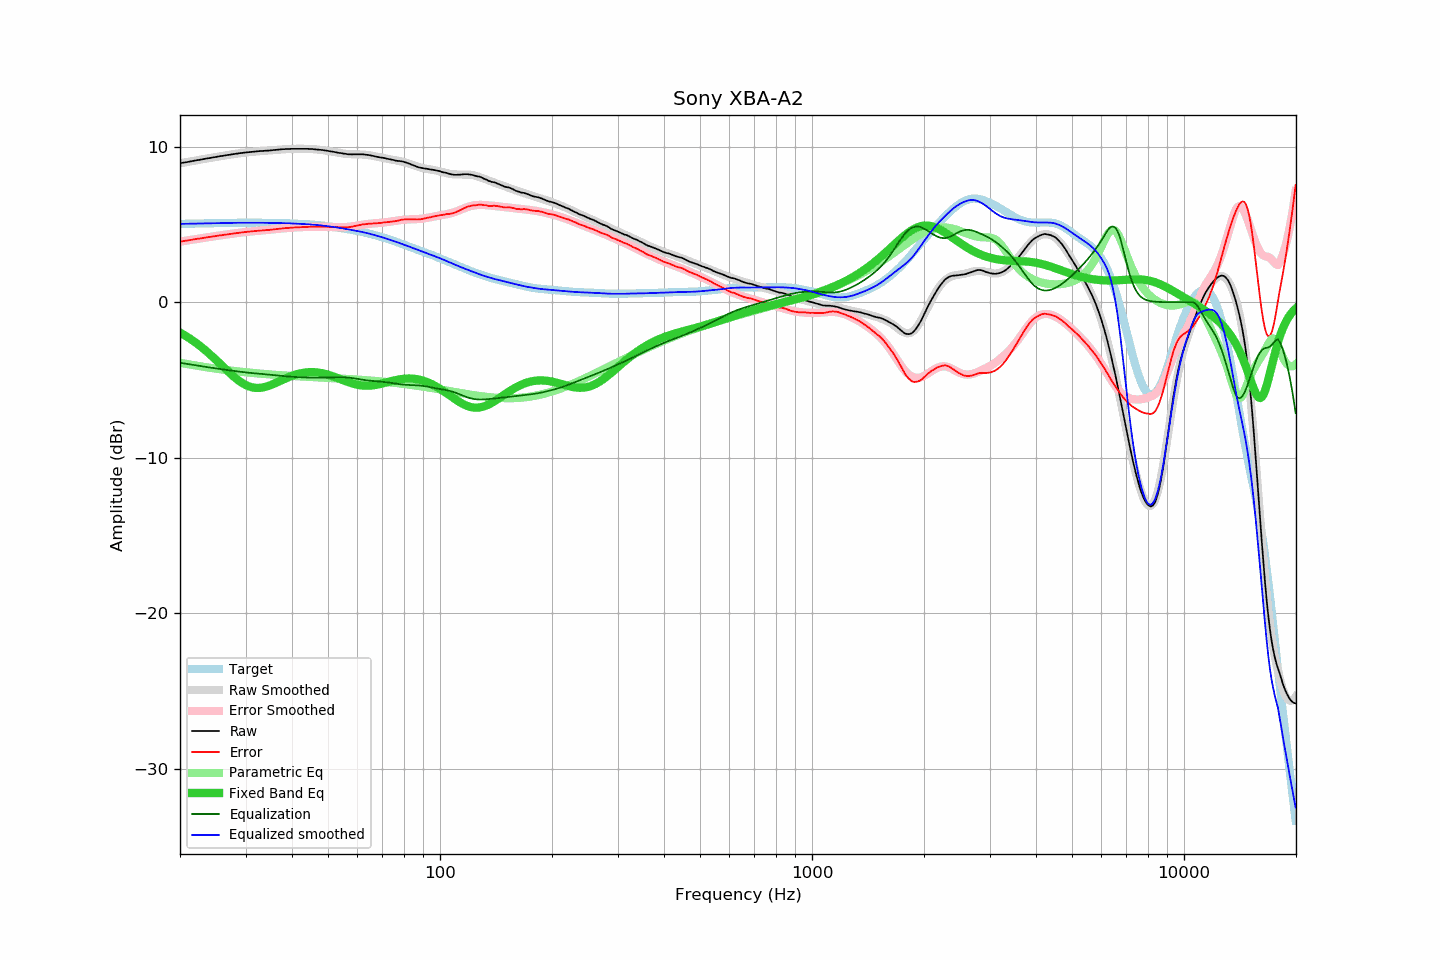 Sony XBA-A2
10
0
−10
−20
−30
Amplitude (dBr)
Target
Raw Smoothed
Error Smoothed
Raw
Error
Parametric Eq
Fixed Band Eq
Equalization
Equalized smoothed
100
1000
10000
Frequency (Hz)